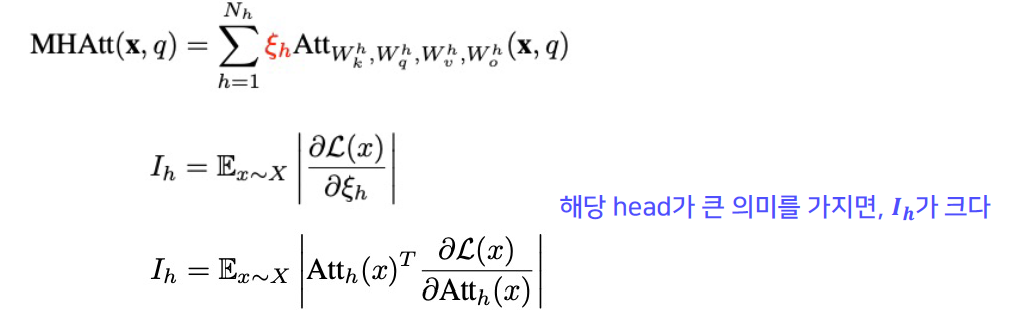 MHAtt(𝐱, q) = ∑_{h=1}^{N_h} ξ_h Att_{W_k^h, W_q^h, W_v^h, W_o^h}(𝐱, q)
I_h = 𝔼_{x∼X} |∂ℒ(x)/∂ξ_h|
해당 head가 큰 의미를 가지면, I_h가 크다
I_h = 𝔼_{x∼X} |Att_h(x)^T ∂ℒ(x)/∂Att_h(x)|